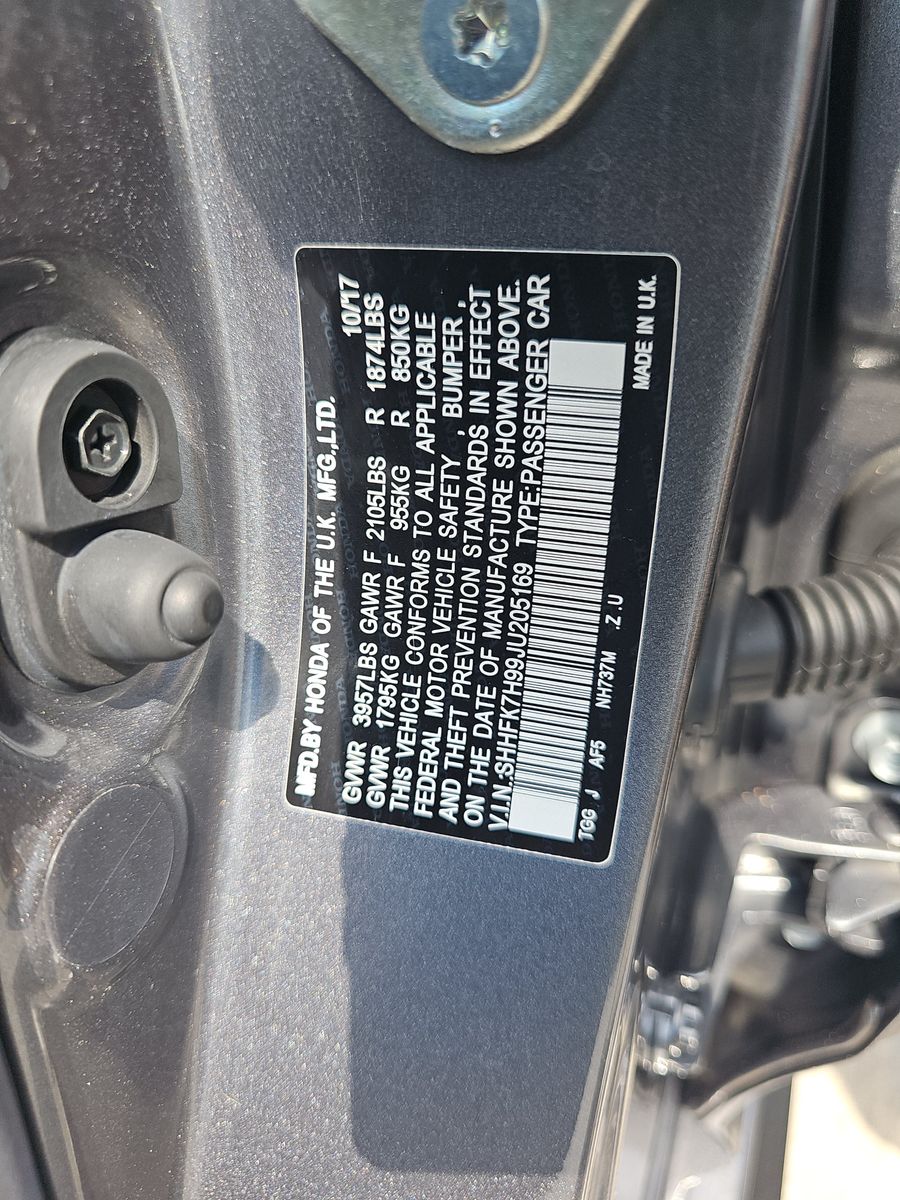 MFD.BY HONDA OF THE U.K. MFG.,LTD. 10/17
GVWR 3957LBS GAWR F 2105LBS R 1874LBS
GVWR 1795KG GAWR F 955KG R 850KG
THIS VEHICLE CONFORMS TO ALL APPLICABLE
FEDERAL MOTOR VEHICLE SAFETY , BUMPER ,
AND THEFT PREVENTION STANDARDS IN EFFECT
ON THE DATE OF MANUFACTURE SHOWN ABOVE.
V.I.N.:SHHFK7H99JU205169 TYPE:PASSENGER CAR
TGG J AF5 NH737M .Z.U MADE IN U.K.